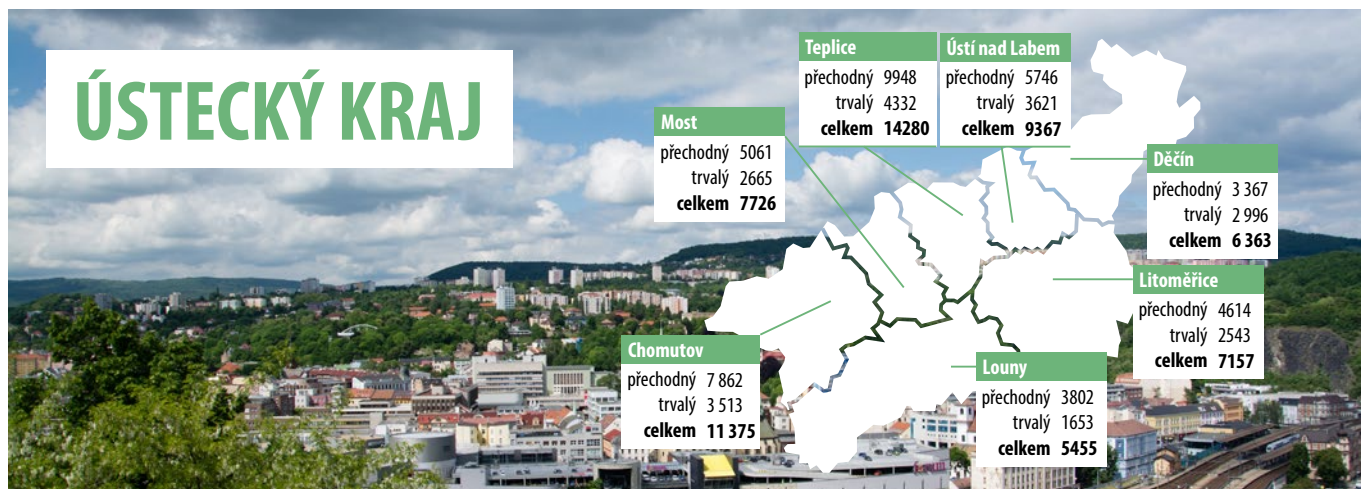 ÚSTECKÝ KRAJ
Teplice
přechodný 9948
trvalý 4332
celkem 14280
Ústí nad Labem
přechodný 5746
trvalý 3621
celkem 9367
Most
přechodný 5061
trvalý 2665
celkem 7726
Děčín
přechodný 3 367
trvalý 2 996
celkem 6 363
Litoměřice
přechodný 4614
trvalý 2543
celkem 7157
Chomutov
přechodný 7 862
trvalý 3 513
celkem 11 375
Louny
přechodný 3802
trvalý 1653
celkem 5455